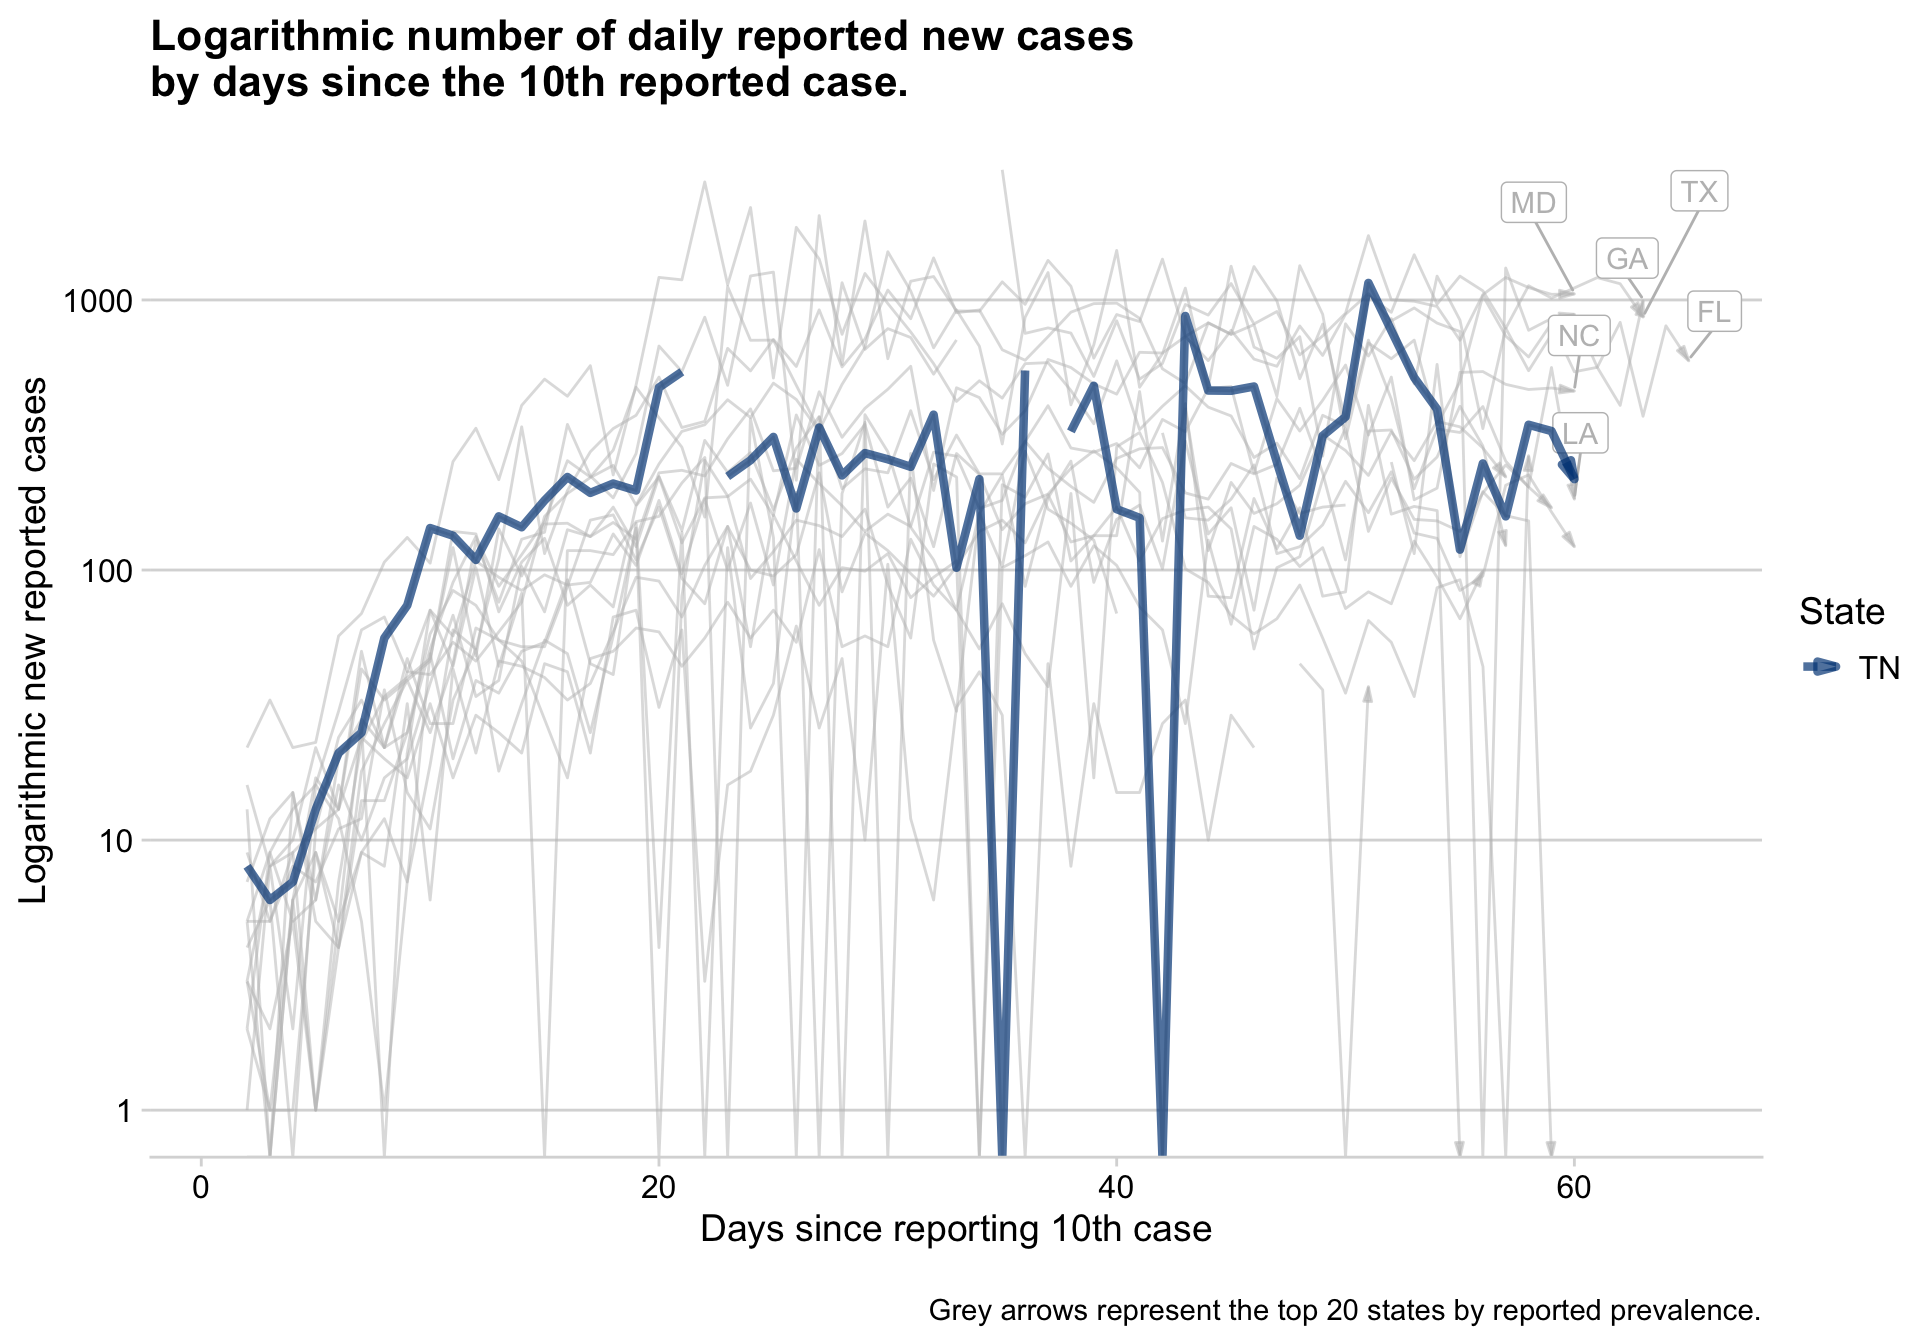 Logarithmic number of daily reported new cases
by days since the 10th reported case.
MD
TX
GA
FL
NC
LA
1000
100
10
1
Logarithmic new reported cases
0
20
40
60
Days since reporting 10th case
State
TN
Grey arrows represent the top 20 states by reported prevalence.